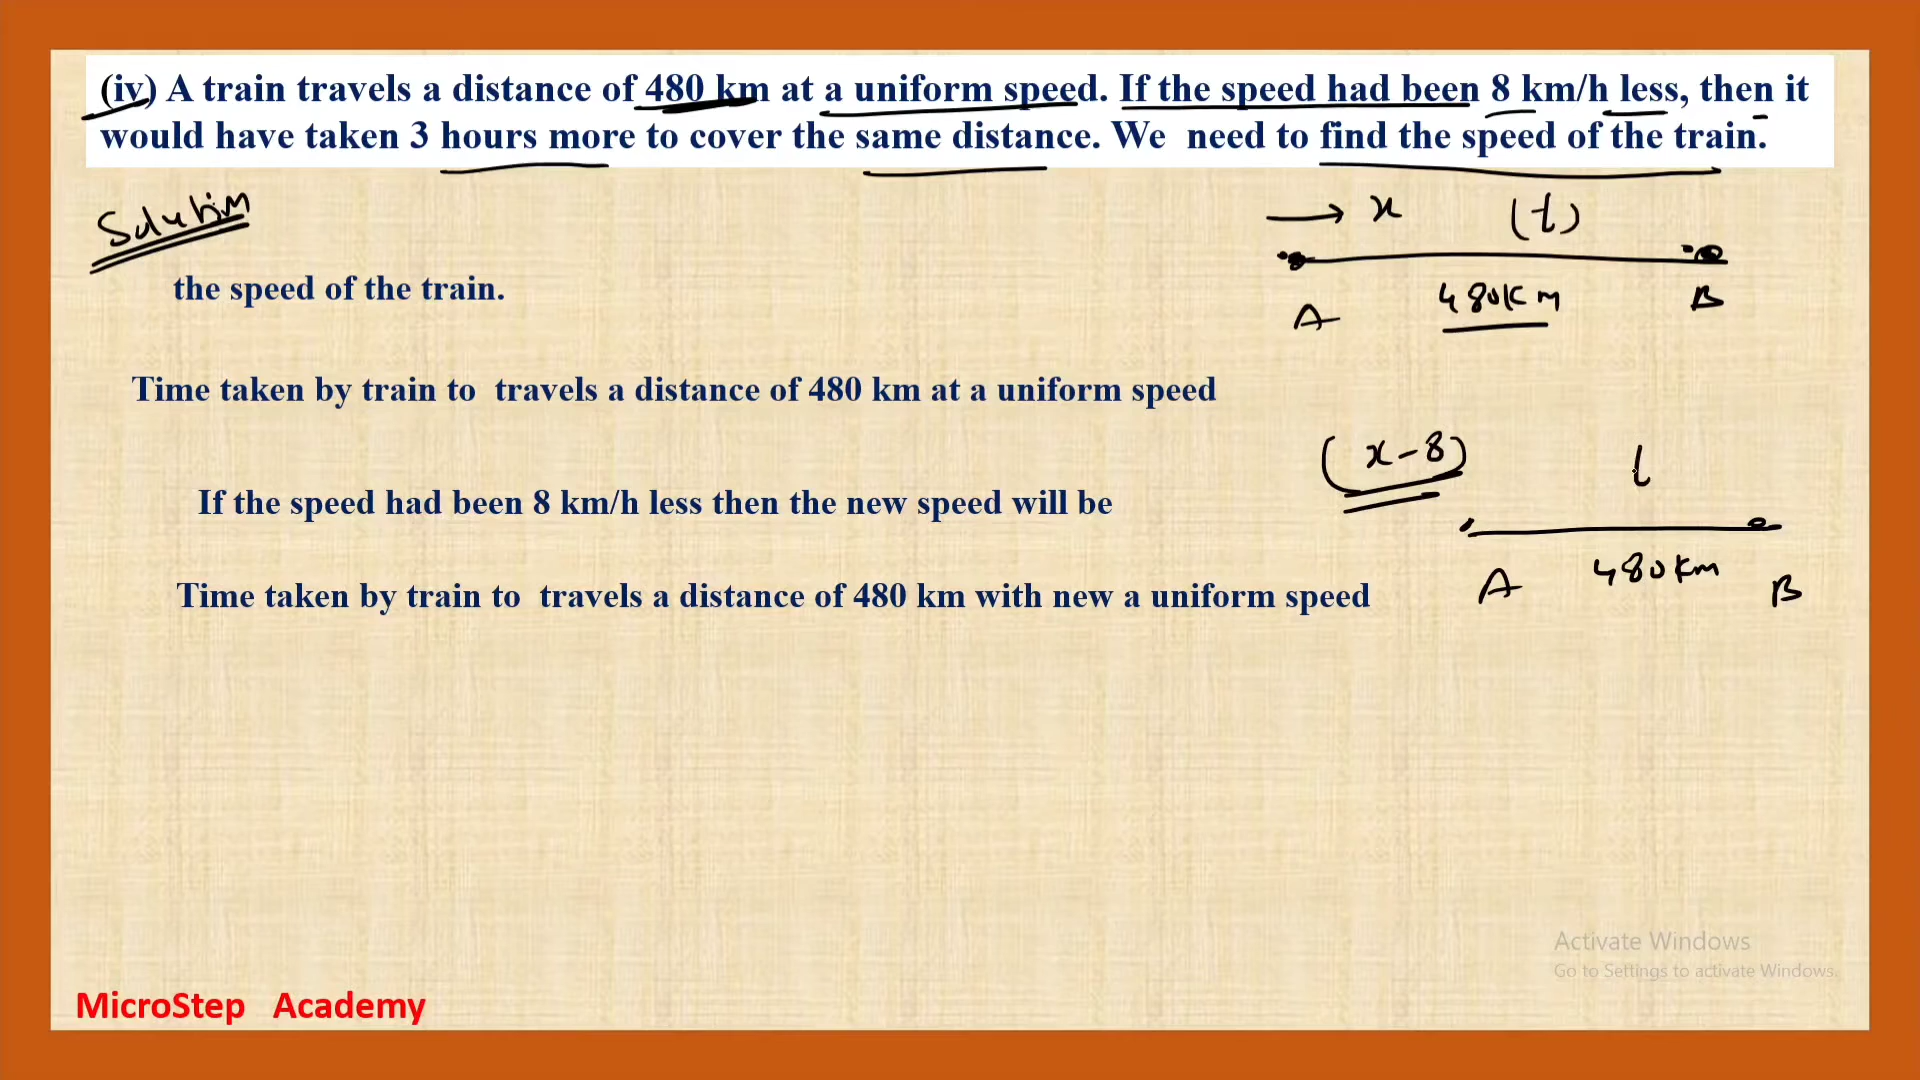 (iv) A train travels a distance of 480 km at a uniform speed. If the speed had been 8 km/h less, then it
would have taken 3 hours more to cover the same distance. We need to find the speed of the train.
Solution
x (t)
the speed of the train.
A 480Km B
Time taken by train to travels a distance of 480 km at a uniform speed
(x-8)
If the speed had been 8 km/h less then the new speed will be
A 480Km B
Time taken by train to travels a distance of 480 km with new a uniform speed
Activate Windows
Go to Settings to activate Windows.
MicroStep Academy